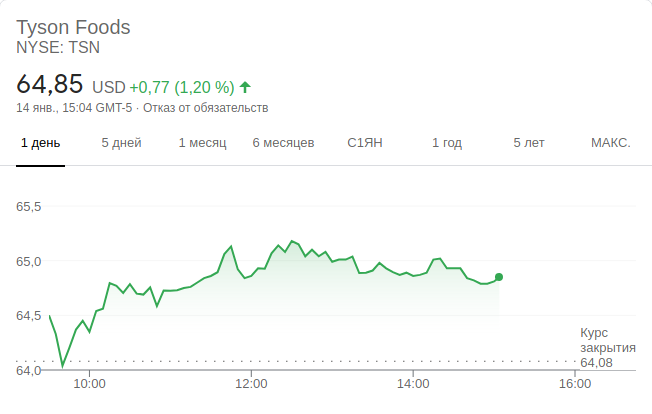 Tyson Foods
NYSE: TSN
64,85 USD +0,77 (1,20 %)
14 янв., 15:04 GMT-5 · Отказ от обязательств
1 день 5 дней 1 месяц 6 месяцев С1ЯН 1 год 5 лет МАКС.
65,5
65,0
64,5
64,0
Курс
закрытия
64,08
10:00 12:00 14:00 16:00